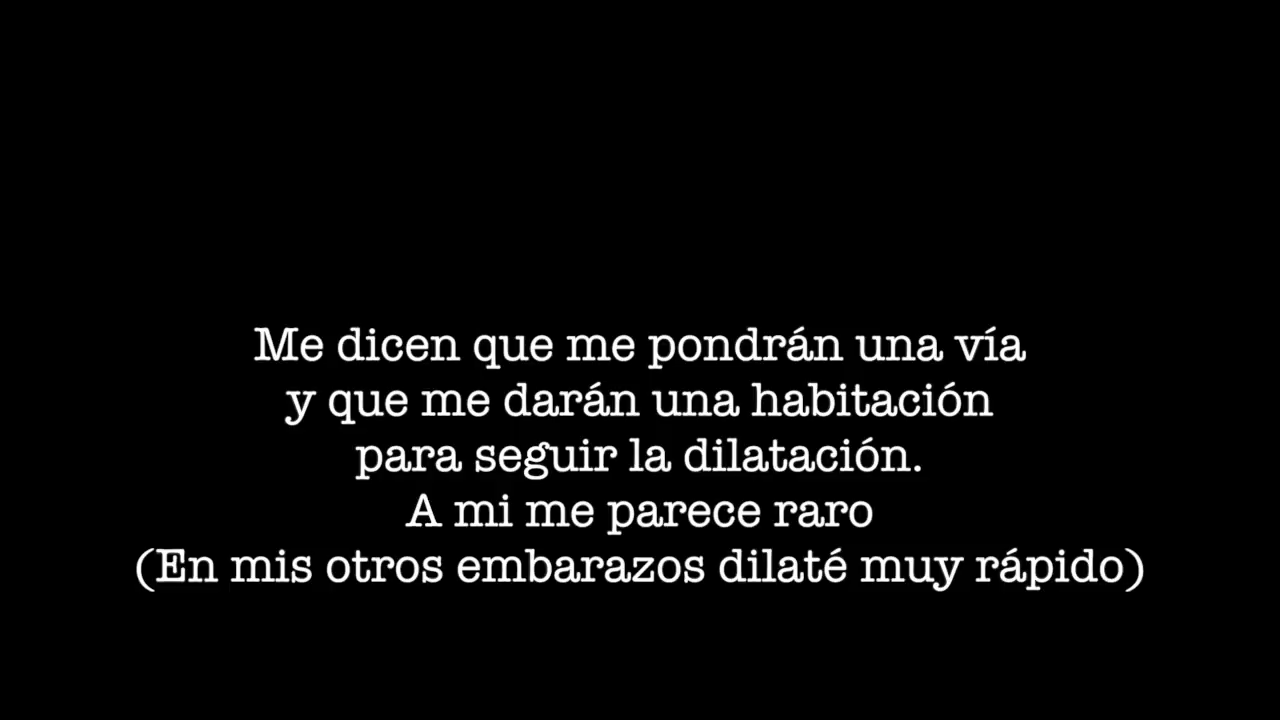 Me dicen que me pondrán una vía
y que me darán una habitación
para seguir la dilatación.
A mi me parece raro
(En mis otros embarazos dilaté muy rápido)